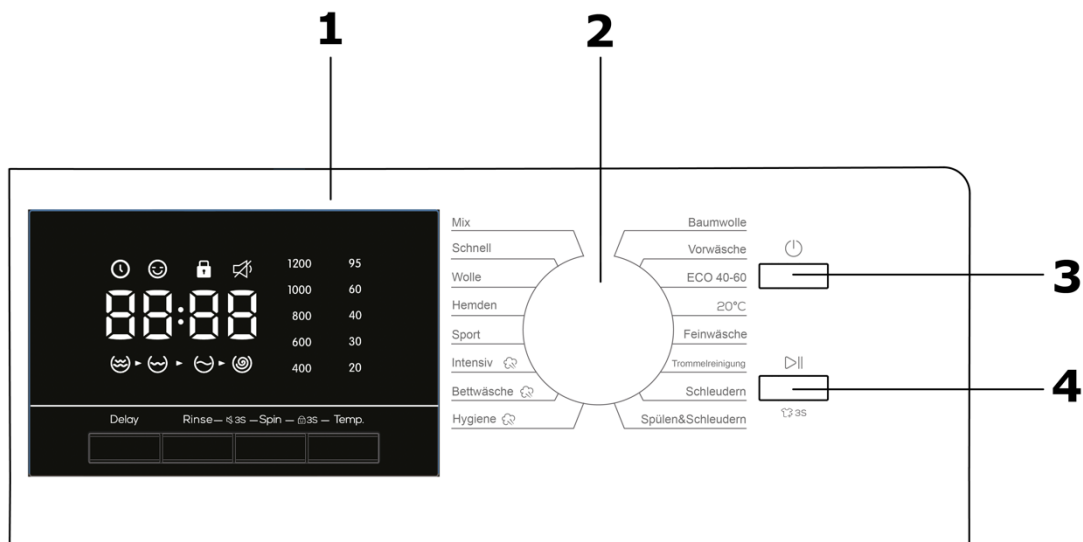 1
2
3
4
1200 95
1000 60
88:88
800 40
600 30
400 20
Delay Rinse— 3S —Spin — 3S — Temp.
Mix
Schnell
Wolle
Hemden
Sport
Intensiv
Bettwäsche
Hygiene
Baumwolle
Vorwäsche
ECO 40-60
20°C
Feinwäsche
Trommelreinigung
Schleudern
Spülen&Schleudern
3S